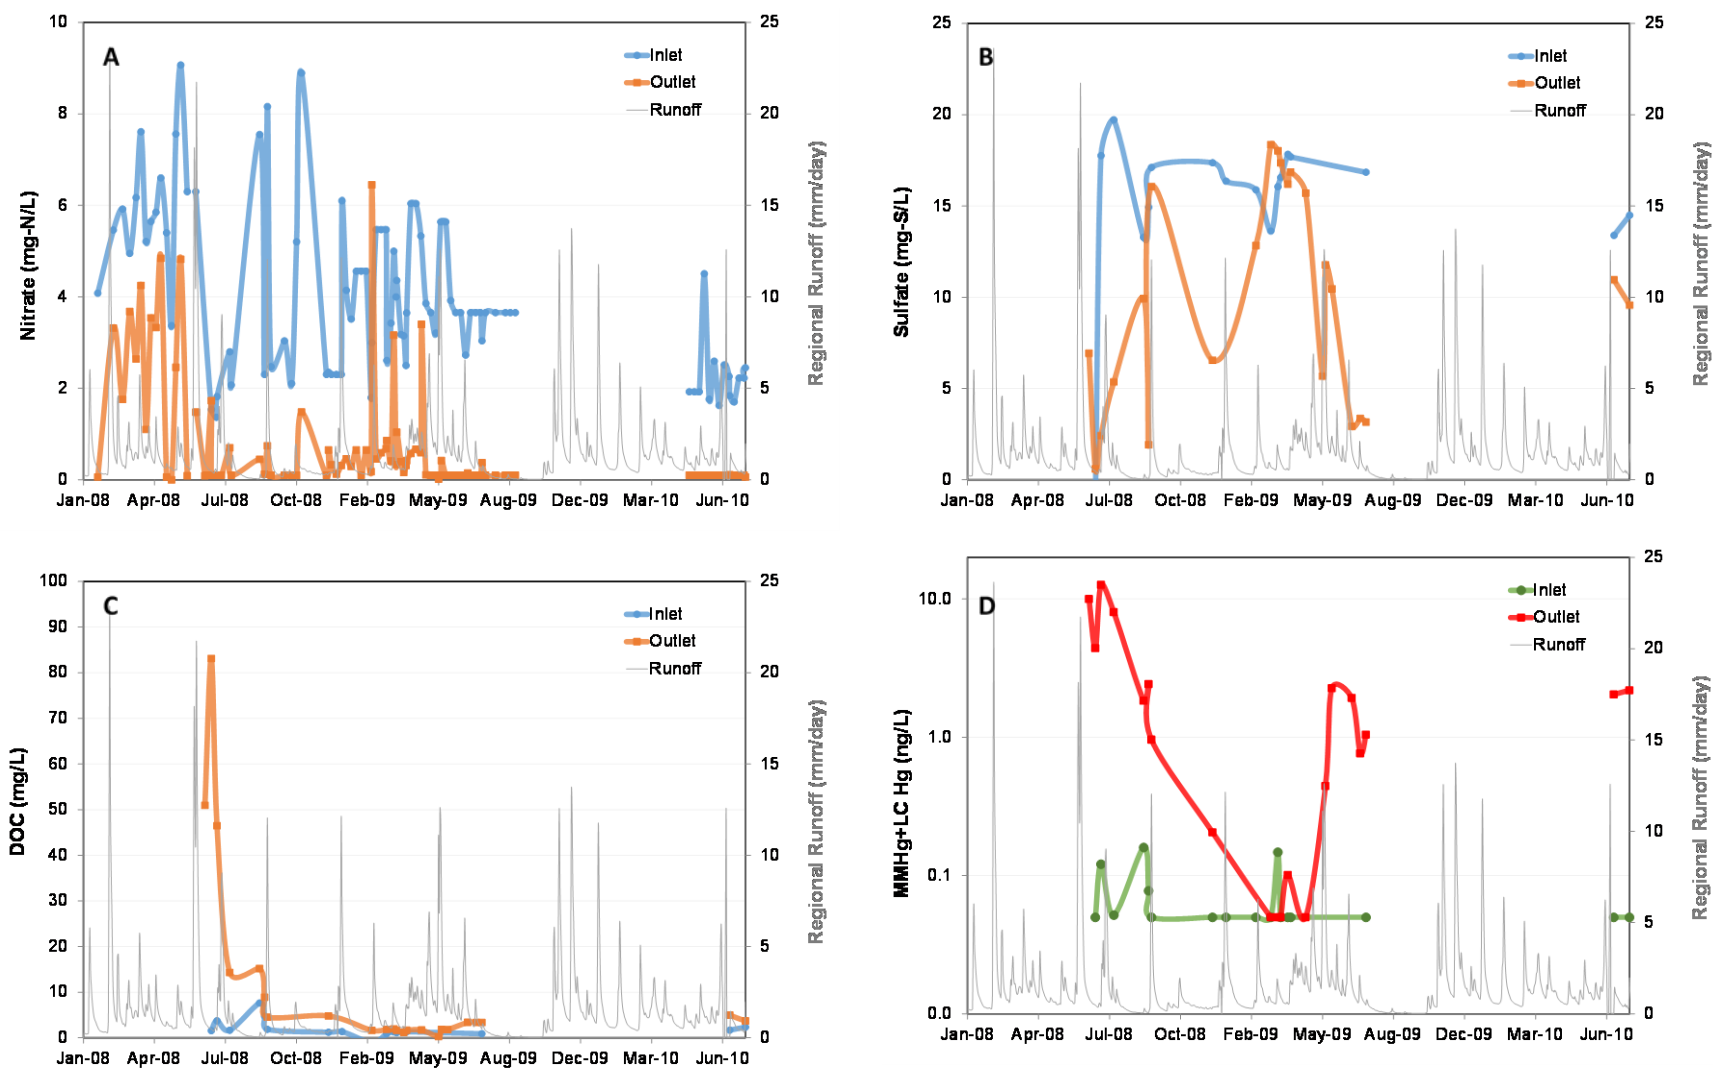 A
Nitrate (mg-N/L)
Regional Runoff (mm/day)
Inlet
Outlet
Runoff
10
8
6
4
2
0
25
20
15
10
5
0
Jan-08 Apr-08 Jul-08 Oct-08 Feb-09 May-09 Aug-09 Dec-09 Mar-10 Jun-10
B
Sulfate (mg-S/L)
Regional Runoff (mm/day)
Inlet
Outlet
Runoff
25
20
15
10
5
0
25
20
15
10
5
0
Jan-08 Apr-08 Jul-08 Oct-08 Feb-09 May-09 Aug-09 Dec-09 Mar-10 Jun-10
C
DOC (mg/L)
Regional Runoff (mm/day)
Inlet
Outlet
Runoff
100
90
80
70
60
50
40
30
20
10
0
25
20
15
10
5
0
Jan-08 Apr-08 Jul-08 Oct-08 Feb-09 May-09 Aug-09 Dec-09 Mar-10 Jun-10
D
MMHg+LC Hg (ng/L)
Regional Runoff (mm/day)
Inlet
Outlet
Runoff
10.0
1.0
0.1
0.0
25
20
15
10
5
0
Jan-08 Apr-08 Jul-08 Oct-08 Feb-09 May-09 Aug-09 Dec-09 Mar-10 Jun-10